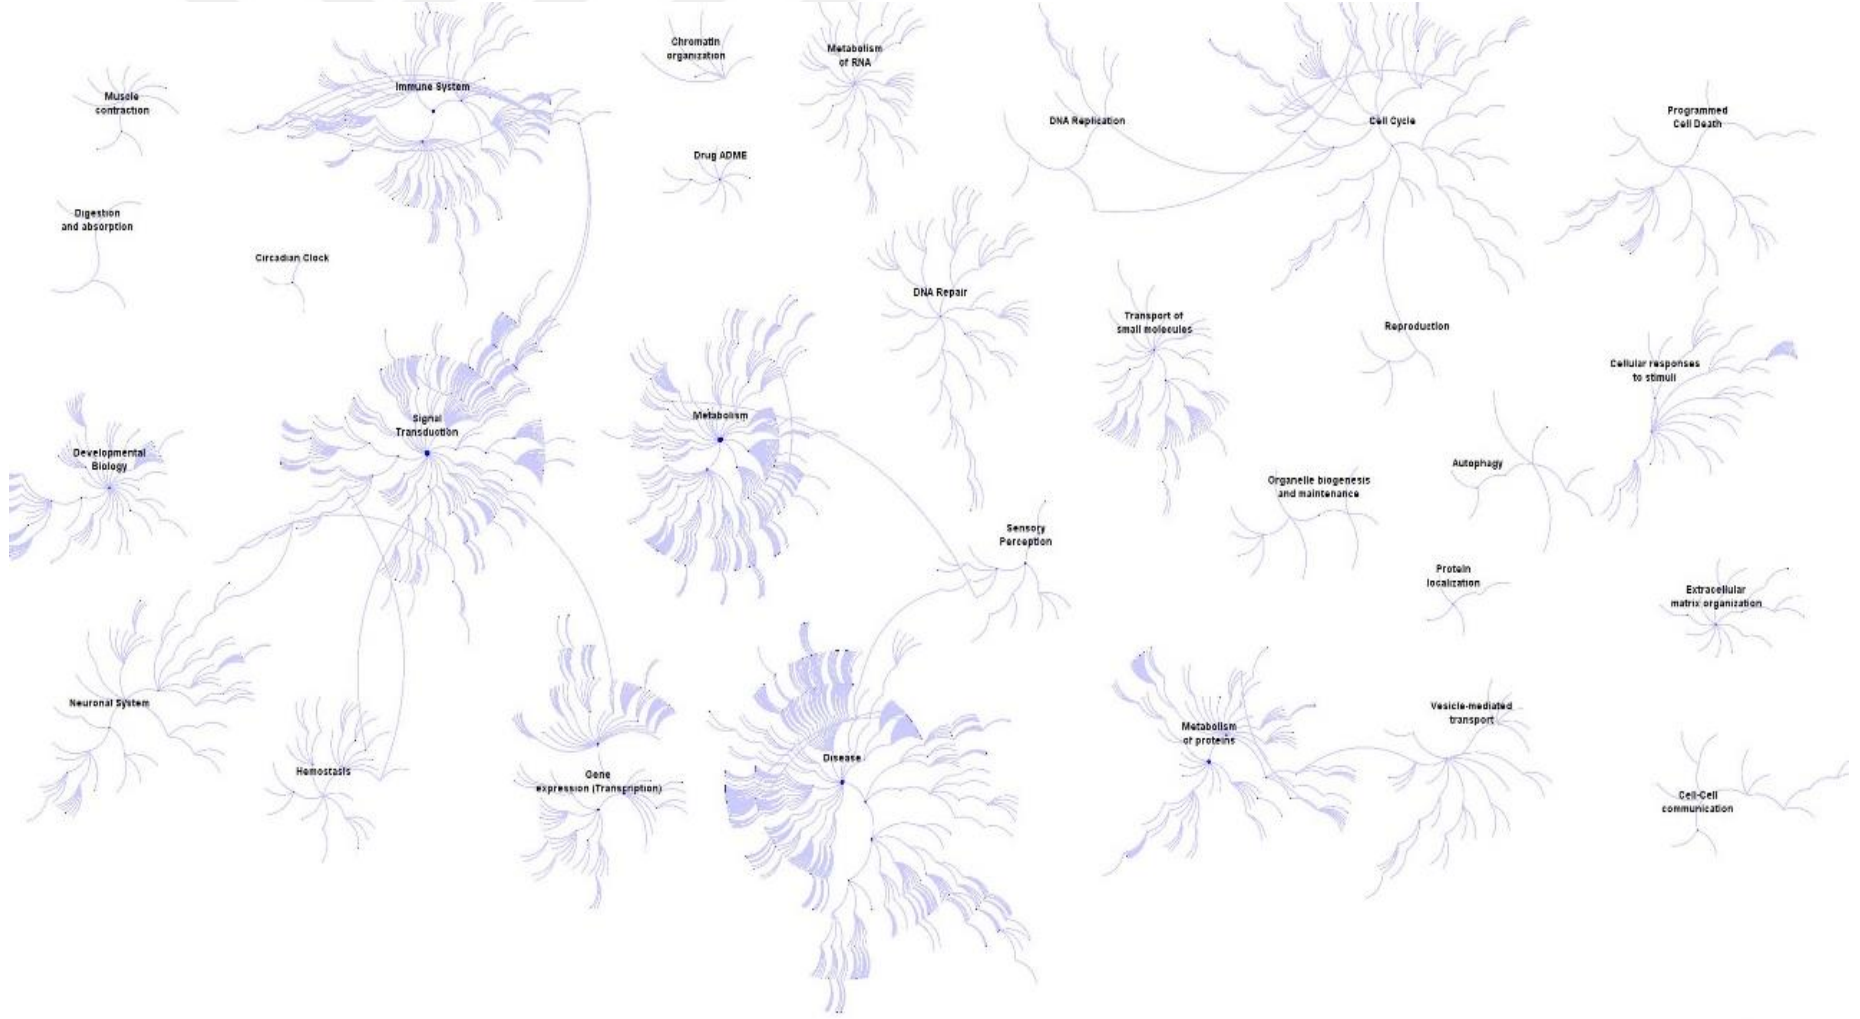 Chromatin
organization
Metabolism
of RNA
Immune System
Muscle
contraction
DNA Replication
Cell Cycle
Programmed
Cell Death
Drug ADME
Digestion
and absorption
Circadian Clock
DNA Repair
Transport of
small molecules
Reproduction
Cellular responses
to stimuli
Signal
Transduction
Metabolism
Developmental
Biology
Autophagy
Organelle biogenesis
and maintenance
Sensory
Perception
Protein
localization
Extracellular
matrix organization
Neuronal System
Hemostasis
Gene
expression (Transcription)
Disease
Metabolism
of proteins
Vesicle-mediated
transport
Cell-Cell
communication